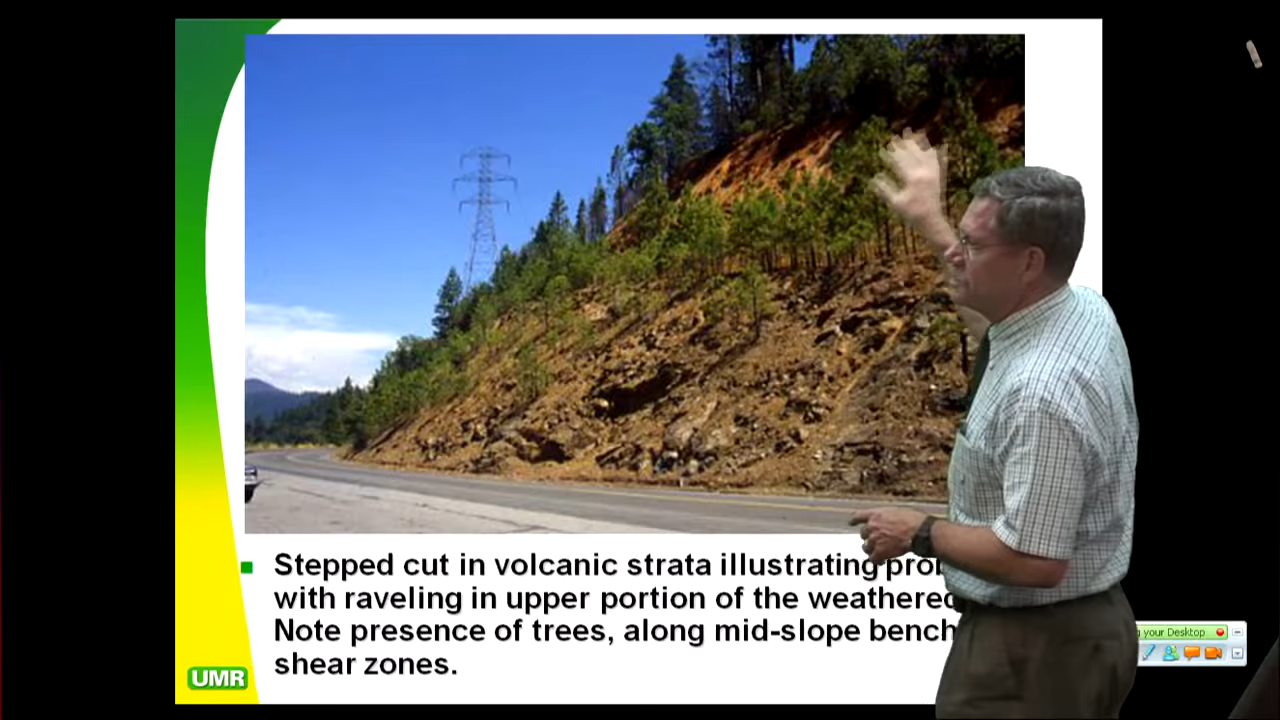 Stepped cut in volcanic strata illustrating
with raveling in upper portion of the weathered
Note presence of trees, along mid-slope bench
shear zones.
UMR
your Desktop